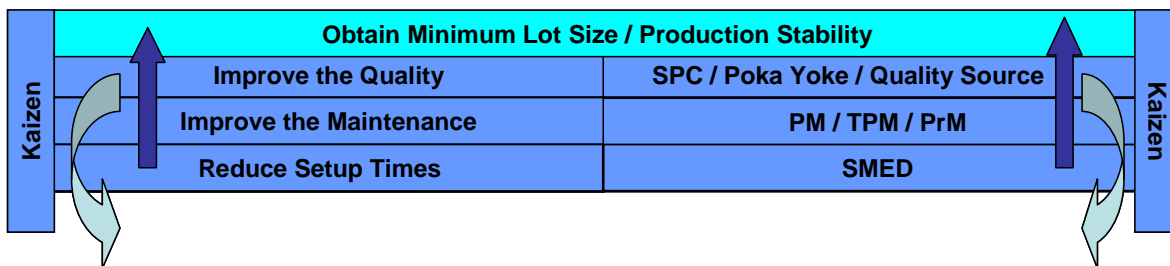 Kaizen
Obtain Minimum Lot Size / Production Stability
Improve the Quality
SPC / Poka Yoke / Quality Source
Improve the Maintenance
PM / TPM / PrM
Reduce Setup Times
SMED
Kaizen